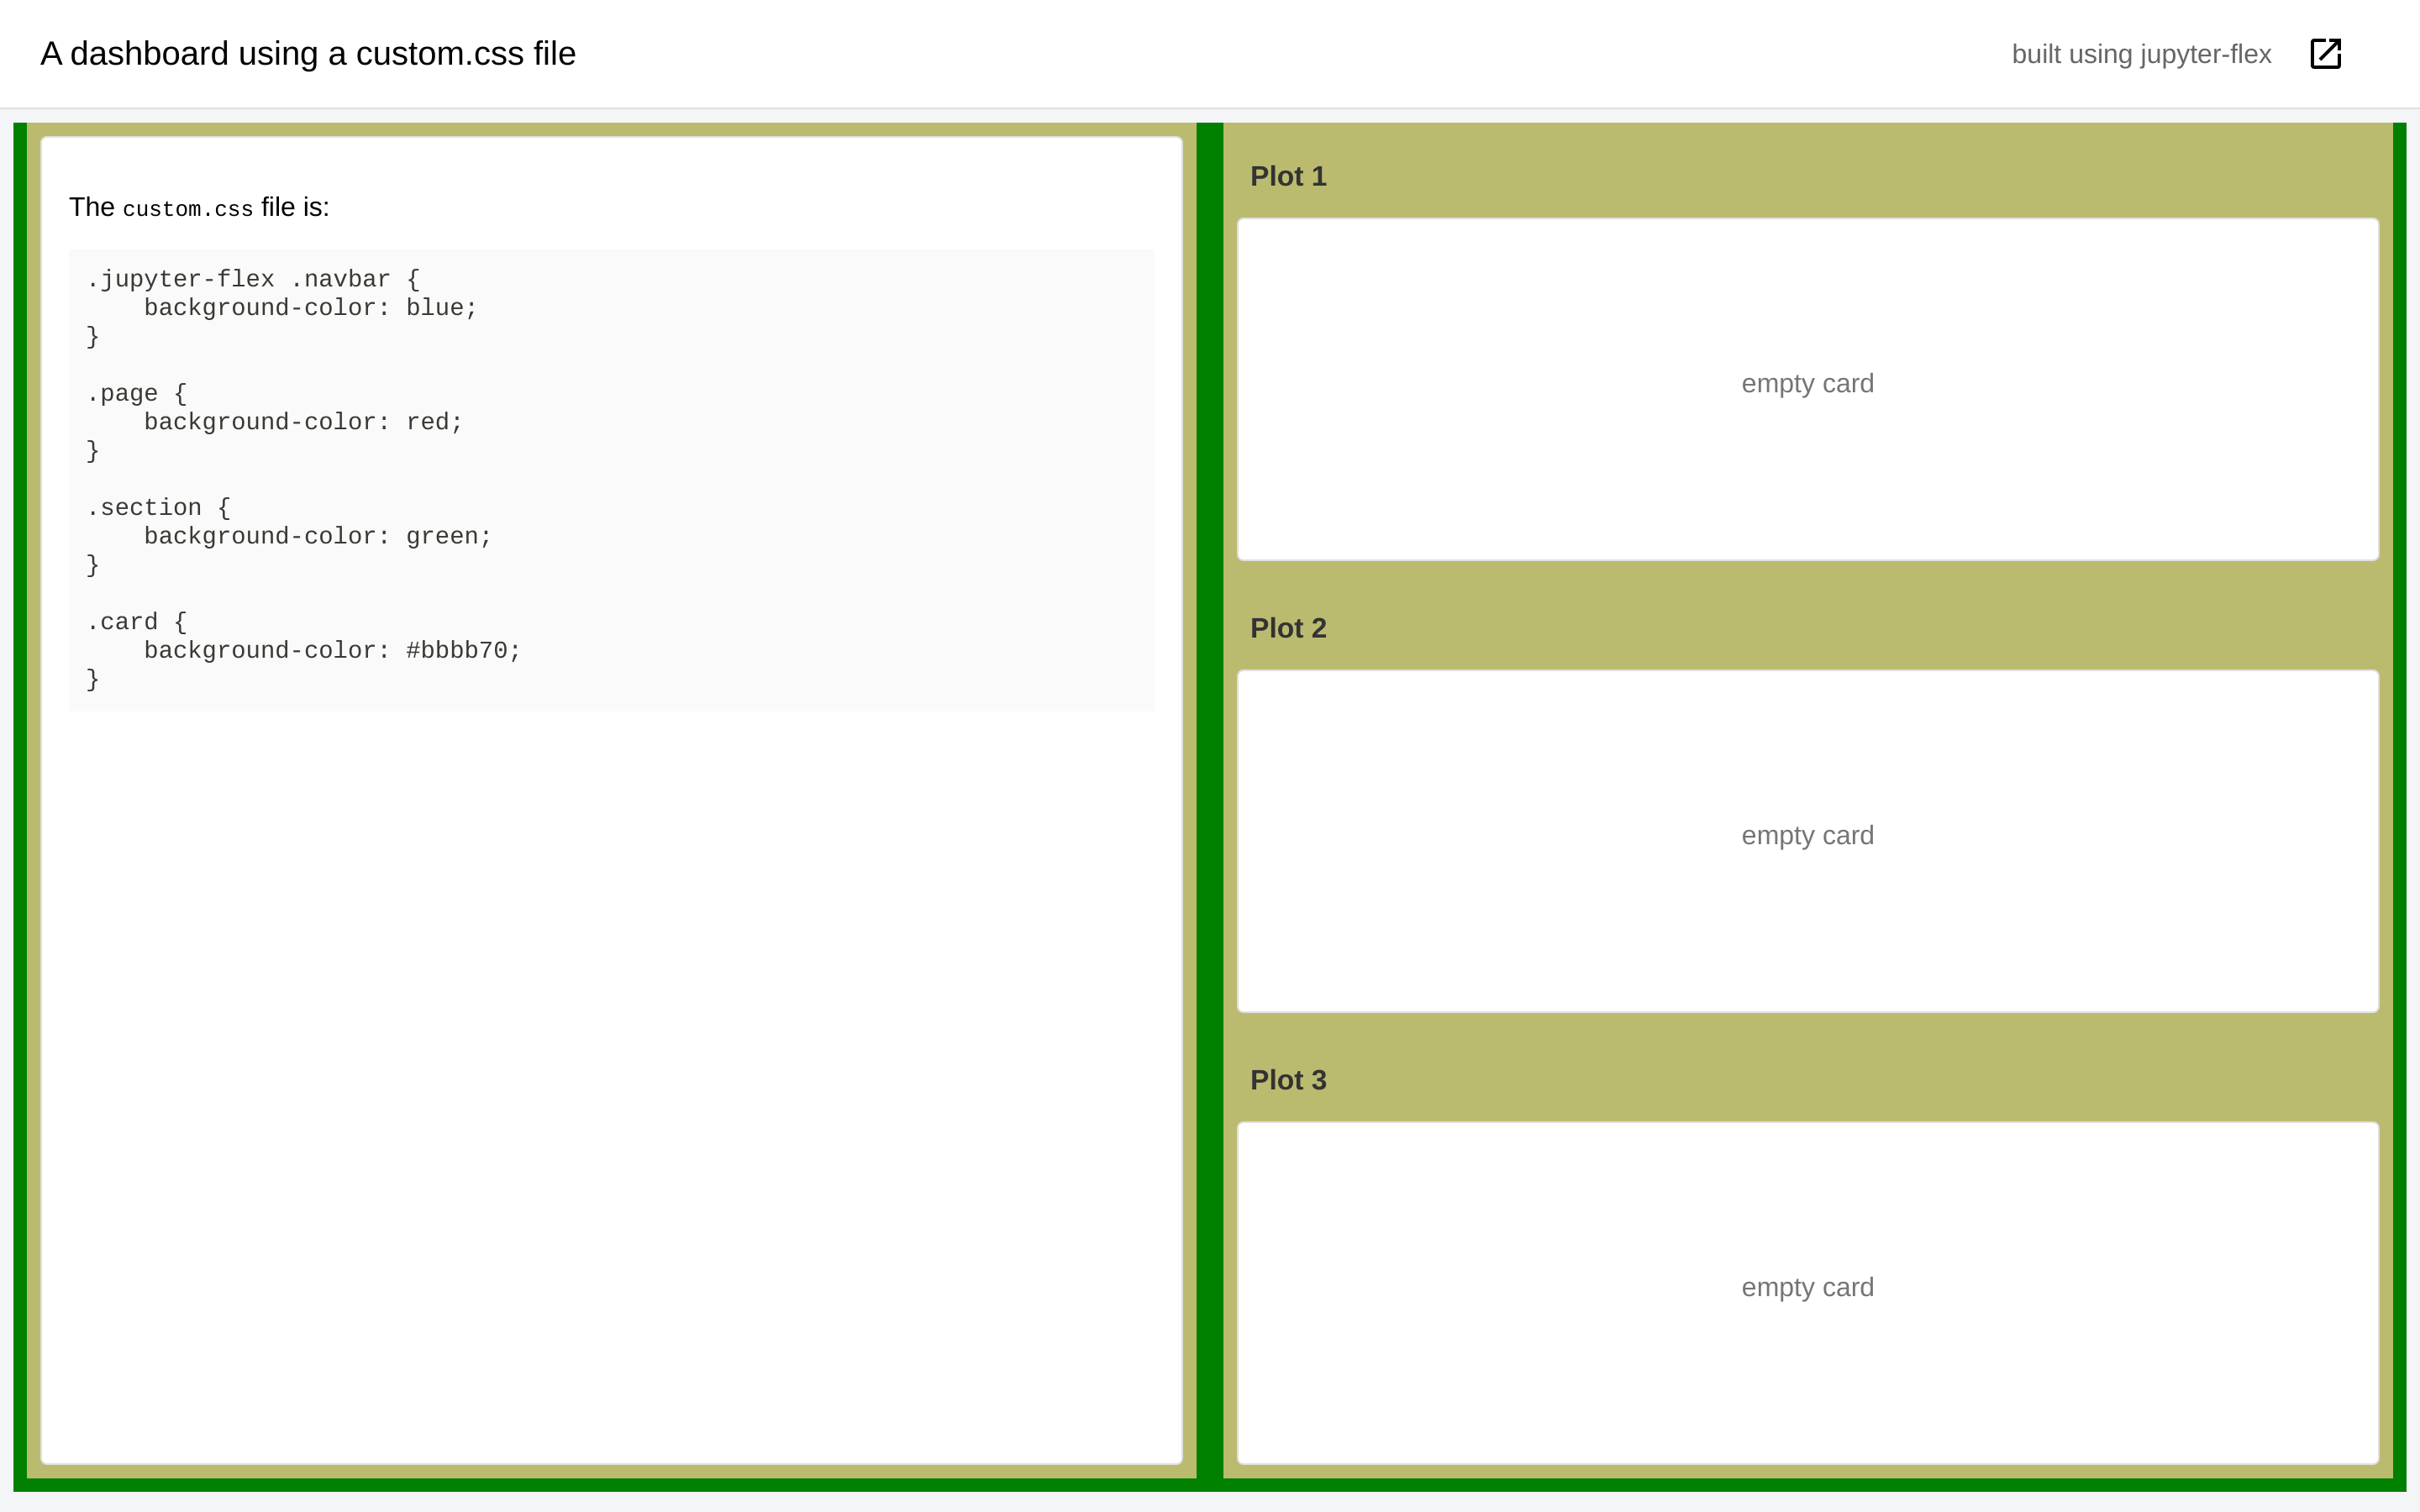 A dashboard using a custom.css file
built using jupyter-flex
The custom.css file is:
.jupyter-flex .navbar {
    background-color: blue;
}
.page {
    background-color: red;
}
.section {
    background-color: green;
}
.card {
    background-color: #bbbb70;
}
Plot 1
empty card
Plot 2
empty card
Plot 3
empty card